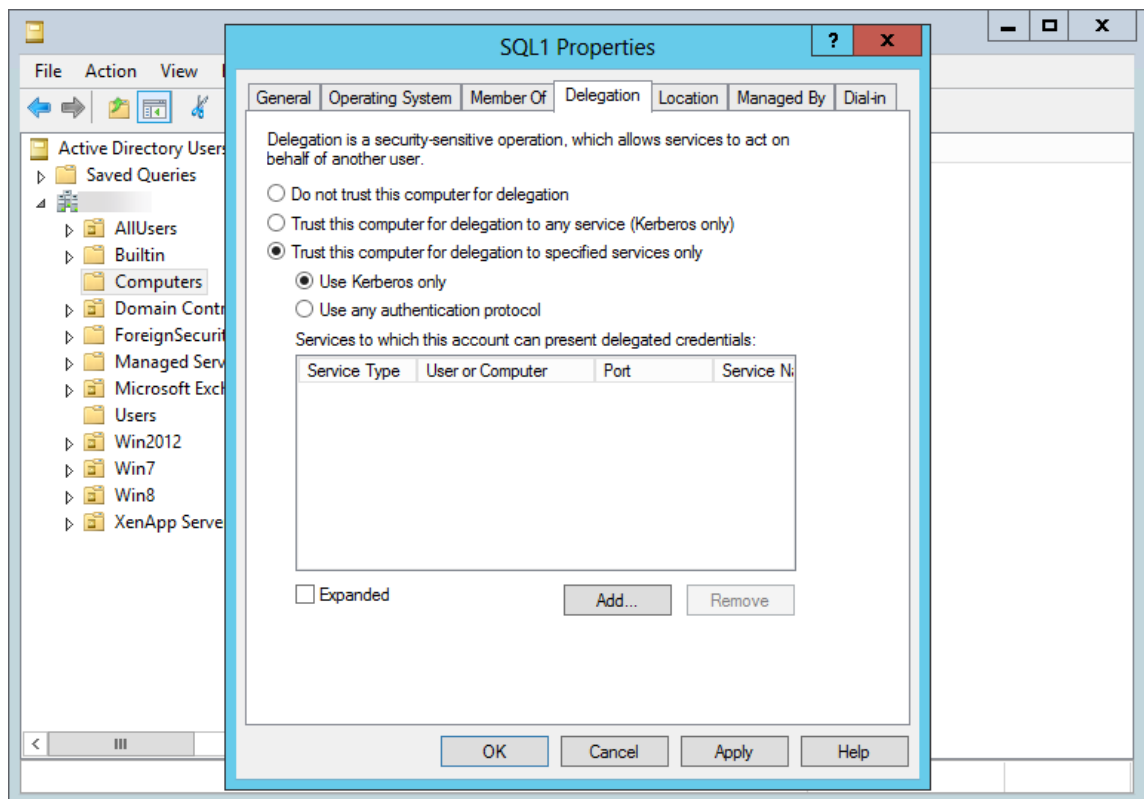 SQL1 Properties
?
x
File Action View
General Operating System Member Of Delegation Location Managed By Dial-in
Delegation is a security-sensitive operation, which allows services to act on
behalf of another user.
Do not trust this computer for delegation
Trust this computer for delegation to any service (Kerberos only)
Trust this computer for delegation to specified services only
Use Kerberos only
Use any authentication protocol
Services to which this account can present delegated credentials:
Service Type User or Computer Port Service Na
Expanded
Add...
Remove
OK Cancel Apply Help
Active Directory Users
Saved Queries
AllUsers
Builtin
Computers
Domain Contr
ForeignSecurit
Managed Serv
Microsoft Exch
Users
Win2012
Win7
Win8
XenApp Serve